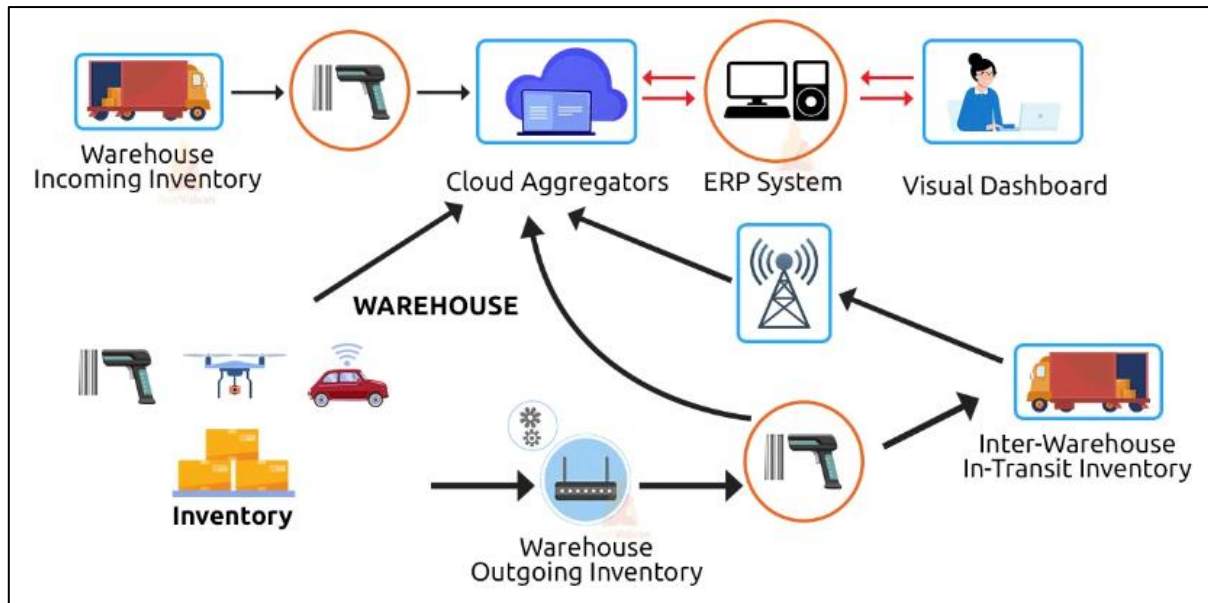 Warehouse
Incoming Inventory
Cloud Aggregators
ERP System
Visual Dashboard
WAREHOUSE
Inventory
Warehouse
Outgoing Inventory
Inter-Warehouse
In-Transit Inventory